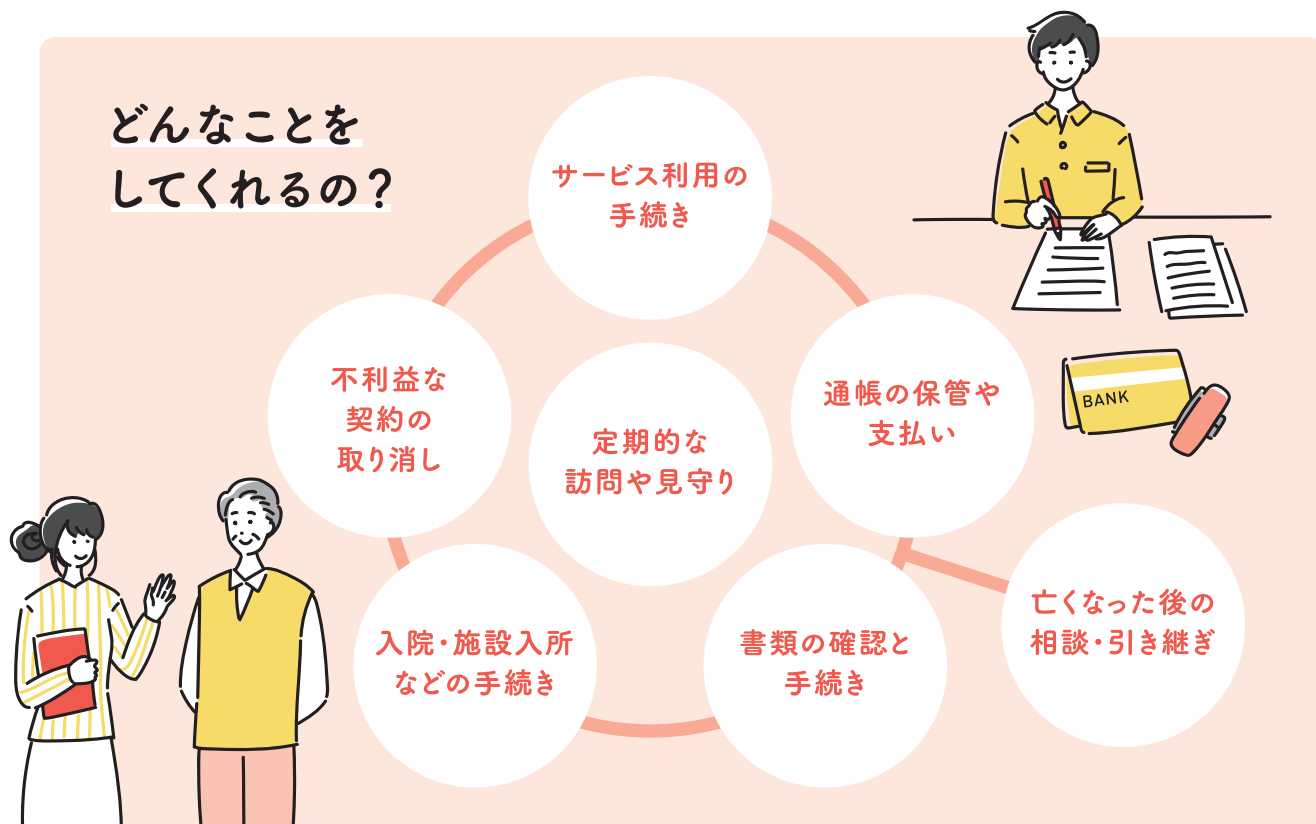 どんなことを
してくれるの？
サービス利用の
手続き
不利益な
契約の
取り消し
定期的な
訪問や見守り
通帳の保管や
支払い
BANK
入院・施設入所
などの手続き
書類の確認と
手続き
亡くなった後の
相談・引き継ぎ